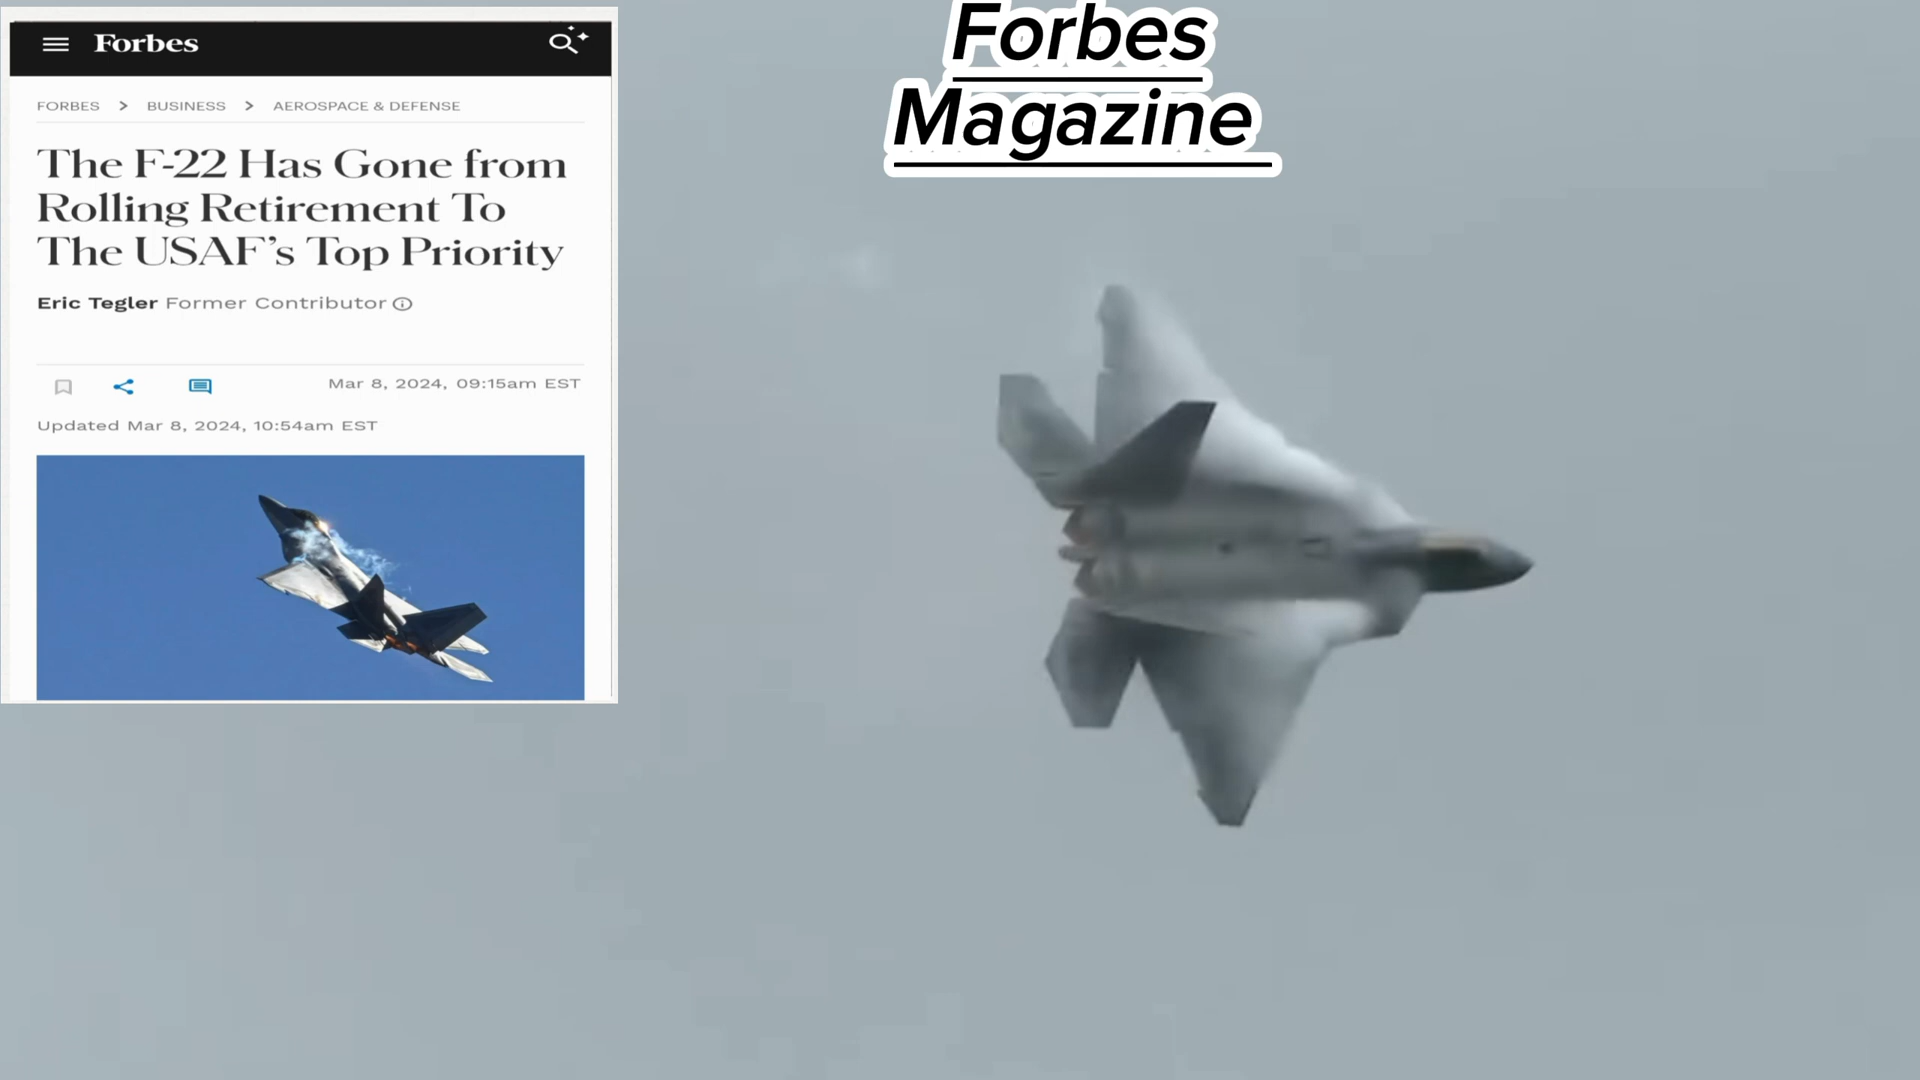 Forbes
FORBES > BUSINESS > AEROSPACE & DEFENSE
The F-22 Has Gone from
Rolling Retirement To
The USAF's Top Priority
Eric Tegler Former Contributor
Mar 8, 2024, 09:15am EST
Updated Mar 8, 2024, 10:54am EST
Forbes
Magazine